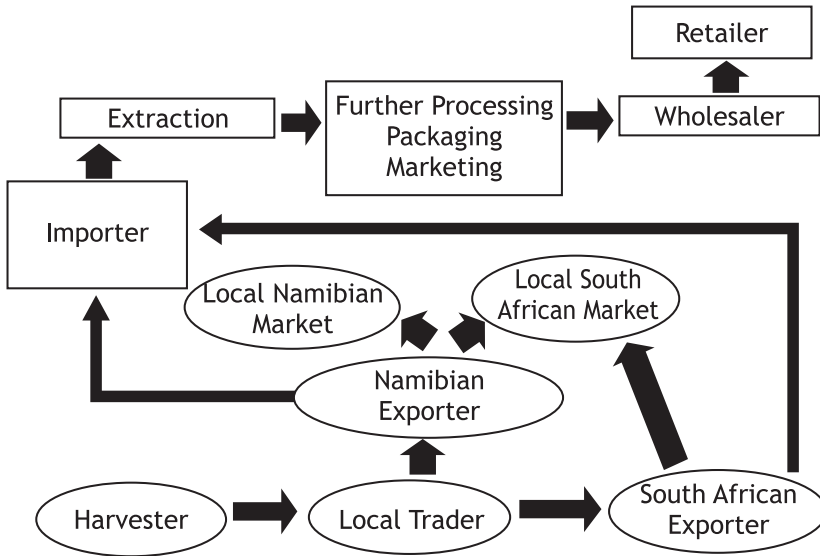 Retailer
Extraction
Further Processing
Packaging
Marketing
Wholesaler
Importer
Local Namibian
Market
Local South
African Market
Namibian
Exporter
Harvester
Local Trader
South African
Exporter